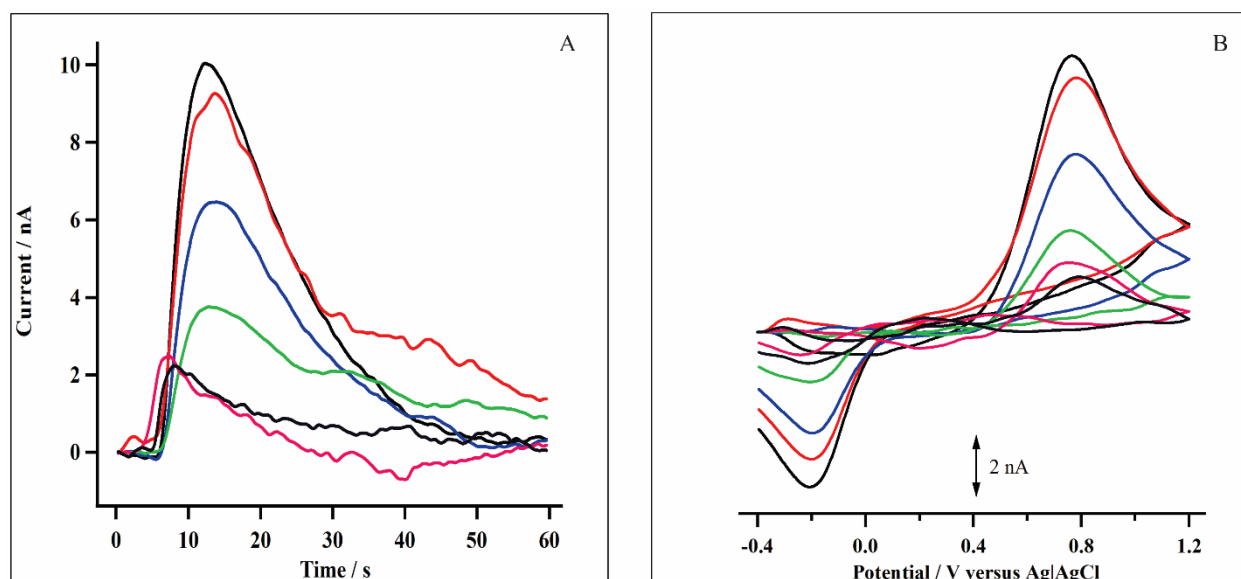 A
Current / nA
10
8
6
4
2
0
0 10 20 30 40 50 60
Time / s
B
2 nA
-0.4 0.0 0.4 0.8 1.2
Potential / V versus Ag|AgCl